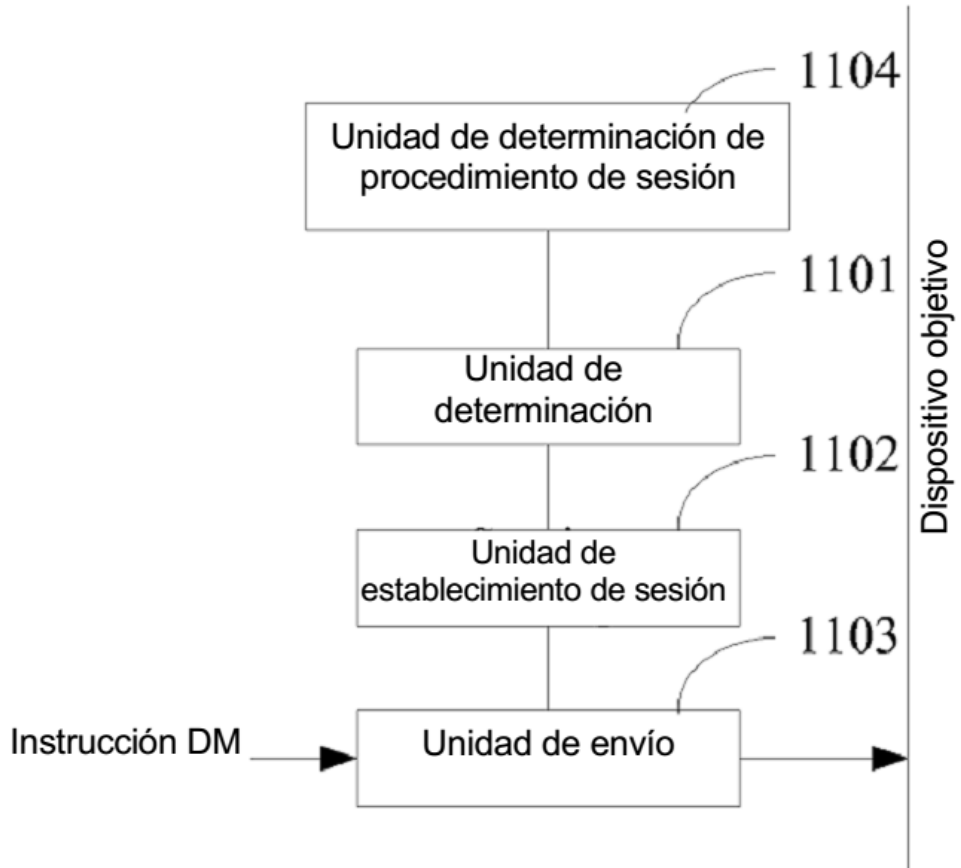 1104
Unidad de determinación de
procedimiento de sesión
1101
Unidad de
determinación
1102
Unidad de
establecimiento de sesión
1103
Instrucción DM
Unidad de envío
Dispositivo objetivo